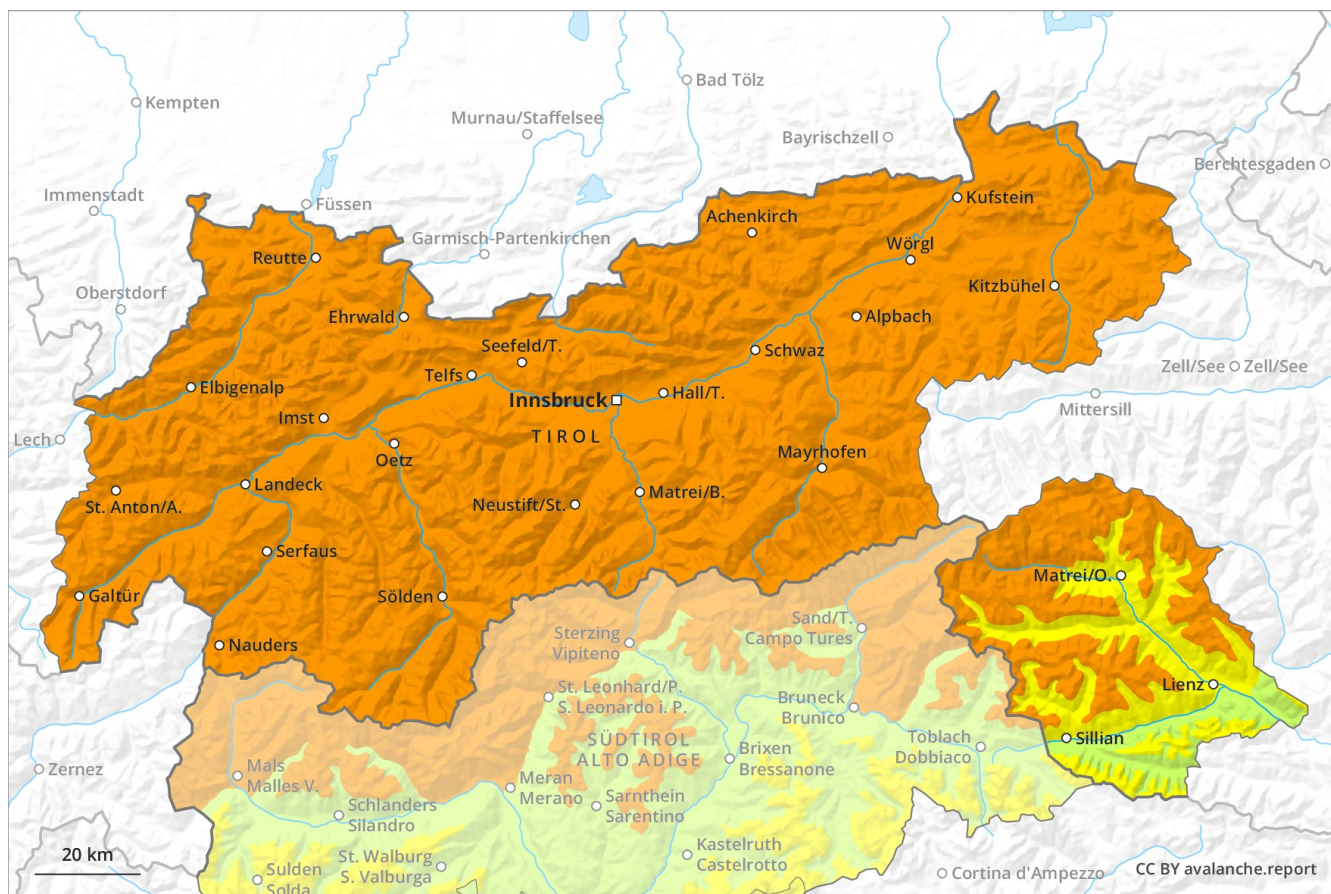 Bad Tölz
Kempten
Murnau/Staffelsee
Bayrischzell
Berchtesgaden
Immenstadt
Füssen
Kufstein
Achenkirch
Garmisch-Partenkirchen
Wörgl
Reutte
Kitzbühel
Oberstdorf
Ehrwald
Alpbach
Seefeld/T.
Schwaz
Zell/See
Zell/See
Telfs
Elbigenalp
Hall/T.
Innsbruck
Mittersill
Imst
TIROL
Lech
Oetz
Mayrhofen
Landeck
St. Anton/A.
Matrei/B.
Neustift/St.
Serfaus
Matrei/O.
Galtür
Sölden
Sand/T.
Campo Tures
Sterzing
Vipiteno
Nauders
Lienz
St. Leonhard/P.
S. Leonardo i. P.
Bruneck
Brunico
SÜDTIROL
ALTO ADIGE
Toblach
Dobbiaco
Sillian
Brixen
Bressanone
Zernez
Mals
Malles V.
Meran
Merano
Sarnthein
Sarentino
Schlanders
Silandro
Kastelruth
Castelrotto
20 km
St. Walburg
S. Valburga
Sulden
Solda
Cortina d'Ampezzo
CC BY avalanche.report